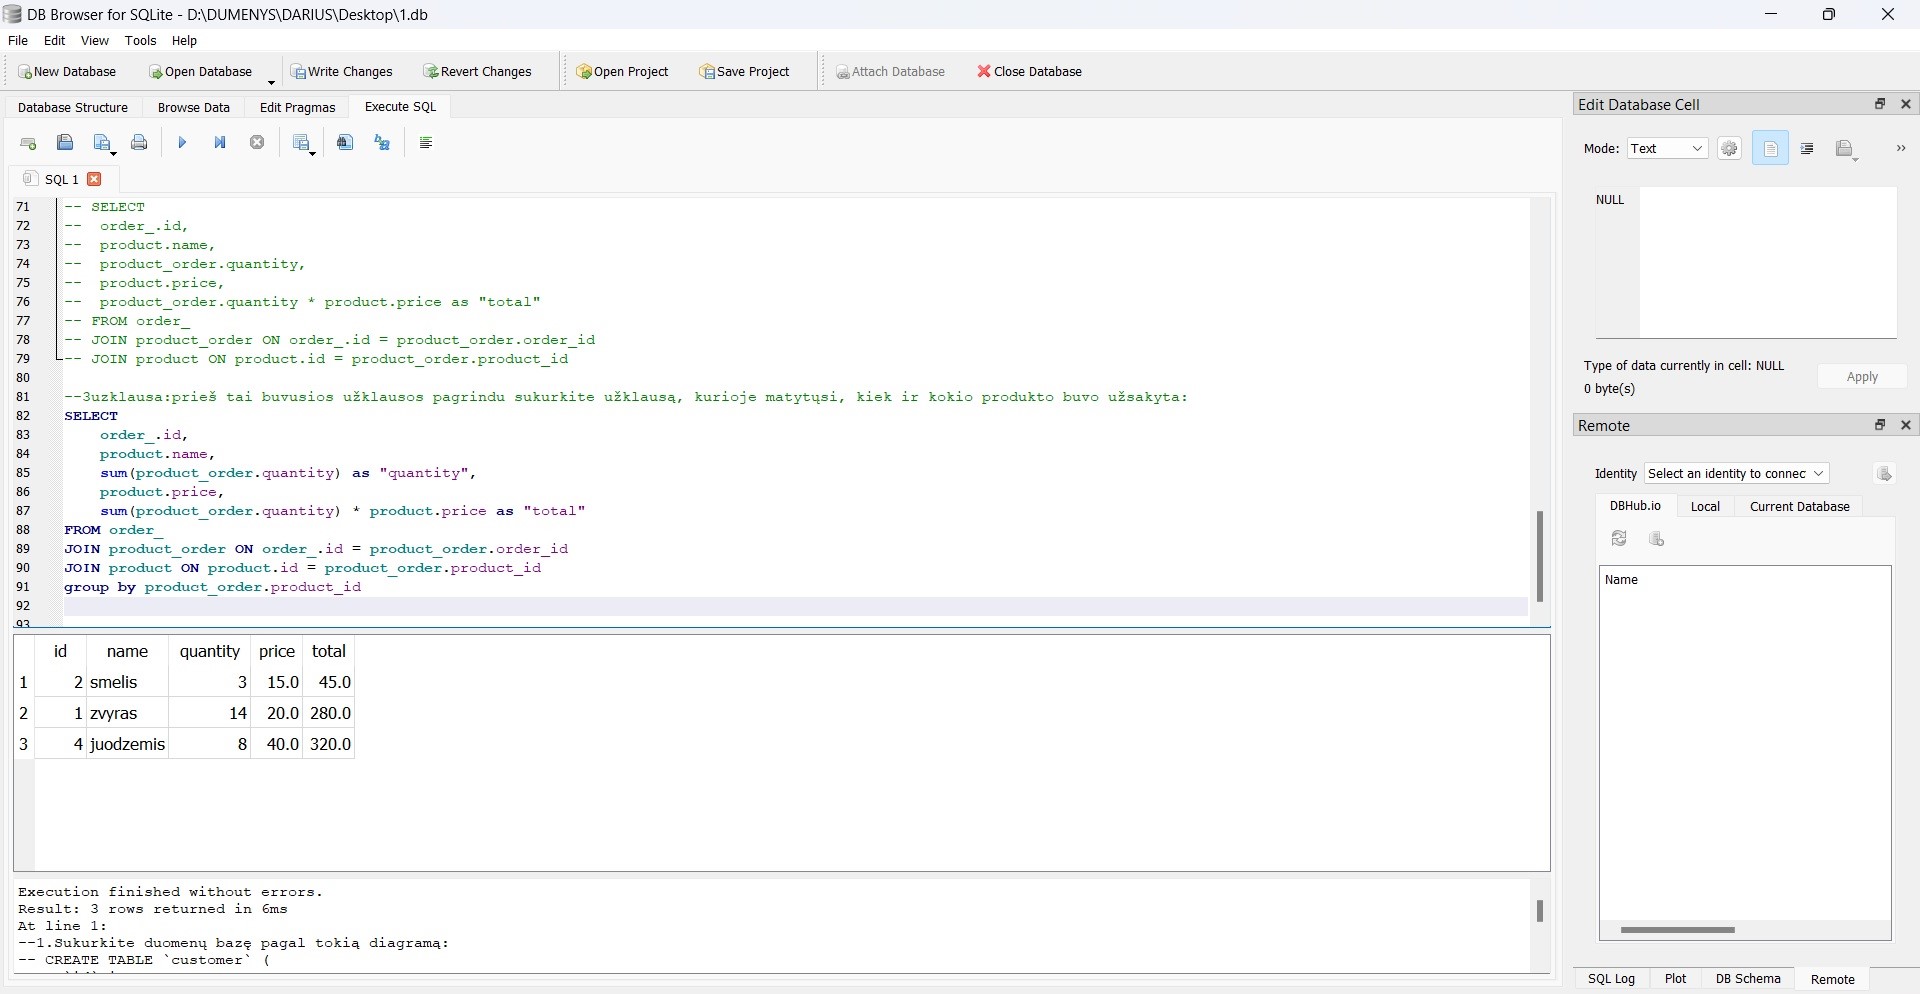 DB Browser for SQLite - D:\DUMENYS\DARIUS\Desktop\1.db
File Edit View Tools Help
New Database Open Database Write Changes Revert Changes Open Project Save Project Attach Database Close Database
Database Structure Browse Data Edit Pragmas Execute SQL
SQL 1
71 -- SELECT
72 -- order_.id,
73 -- product.name,
74 -- product_order.quantity,
75 -- product.price,
76 -- product_order.quantity * product.price as "total"
77 -- FROM order_
78 -- JOIN product_order ON order_.id = product_order.order_id
79 -- JOIN product ON product.id = product_order.product_id
80
81 --3uzklausa:prieš tai buvusios užklausos pagrindu sukurkite užklausą, kurioje matytųsi, kiek ir kokio produkto buvo užsakyta:
82 SELECT
83 order_.id,
84 product.name,
85 sum(product_order.quantity) as "quantity",
86 product.price,
87 sum(product_order.quantity) * product.price as "total"
88 FROM order_
89 JOIN product_order ON order_.id = product_order.order_id
90 JOIN product ON product.id = product_order.product_id
91 group by product_order.product_id
92
93
id name quantity price total
1 2 smelis 3 15.0 45.0
2 1 zvyras 14 20.0 280.0
3 4 juodzemis 8 40.0 320.0
Execution finished without errors.
Result: 3 rows returned in 6ms
At line 1:
--1.Sukurkite duomenų bazę pagal tokią diagramą:
-- CREATE TABLE `customer` (
Edit Database Cell
Mode: Text
NULL
Type of data currently in cell: NULL
0 byte(s)
Apply
Remote
Identity Select an identity to connec
DBHub.io Local Current Database
Name
SQL Log Plot DB Schema Remote